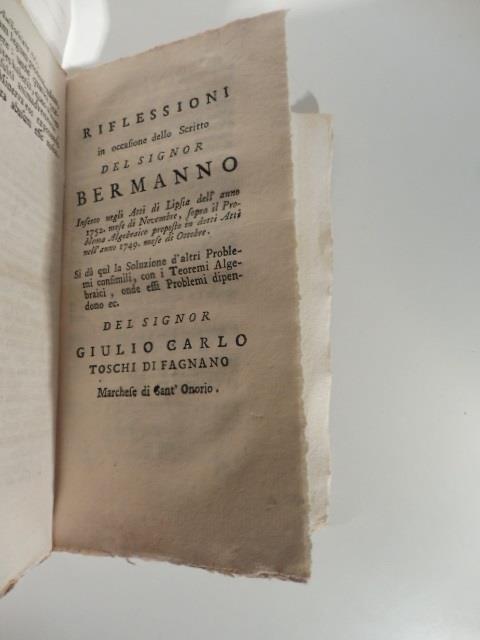 RIFLESSIONI
in occasione dello Scritto
DEL SIGNOR
BERMANNO
Inserto negli Atti di Lipsia dell' anno
1752. mese di Novembre, sopra il Pro-
blema Algebraico proposto in detti Atti
nell'anno 1749. mese di Ottobre.
Si dà quì la Soluzione d'altri Proble-
mi consimili, con i Teoremi Alge-
braici, onde essi Problemi dipen-
dono ec.
DEL SIGNOR
GIULIO CARLO
TOSCHI DI FAGNANO
Marchese di Sant' Onorio.